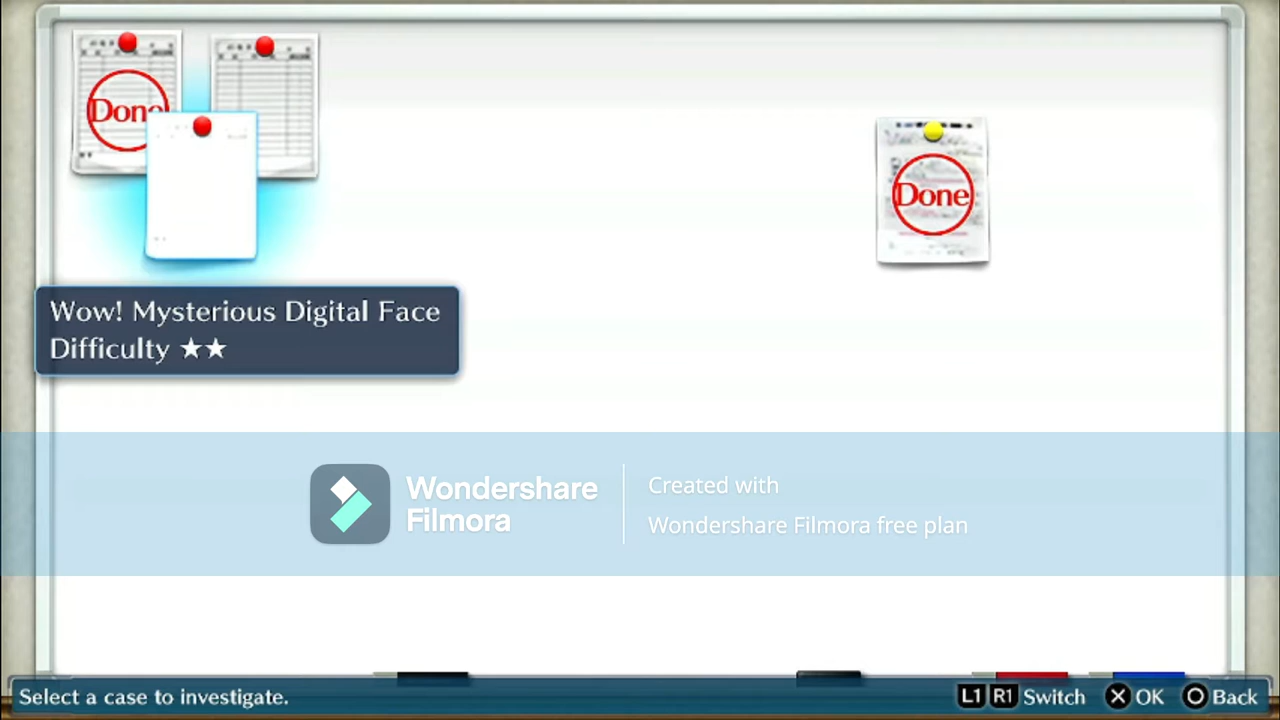 Done
Done
Wow! Mysterious Digital Face
Difficulty ★★
Wondershare
Filmora
Created with
Wondershare Filmora free plan
Select a case to investigate.
L1 R1 Switch
OK
Back